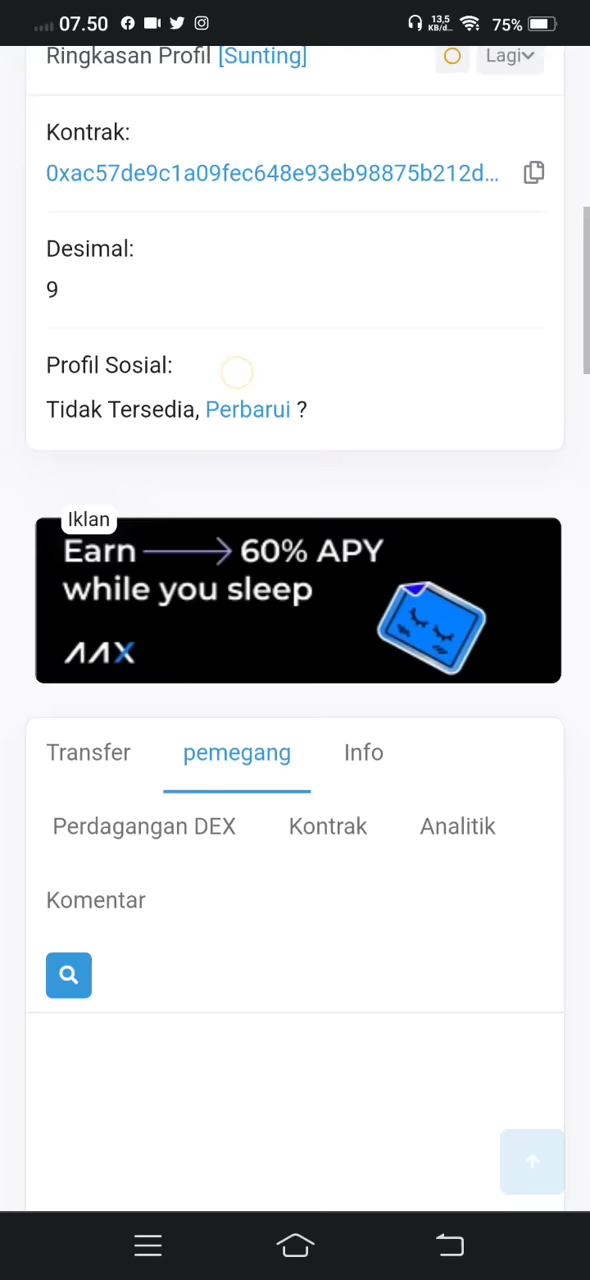 07.50
13,5
KB/d...
75%
Ringkasan Profil [Sunting]
Lagi
Kontrak:
0xac57de9c1a09fec648e93eb98875b212d...
Desimal:
9
Profil Sosial:
Tidak Tersedia, Perbarui ?
Iklan
Earn 60% APY
while you sleep
AAX
Transfer pemegang Info
Perdagangan DEX Kontrak Analitik
Komentar